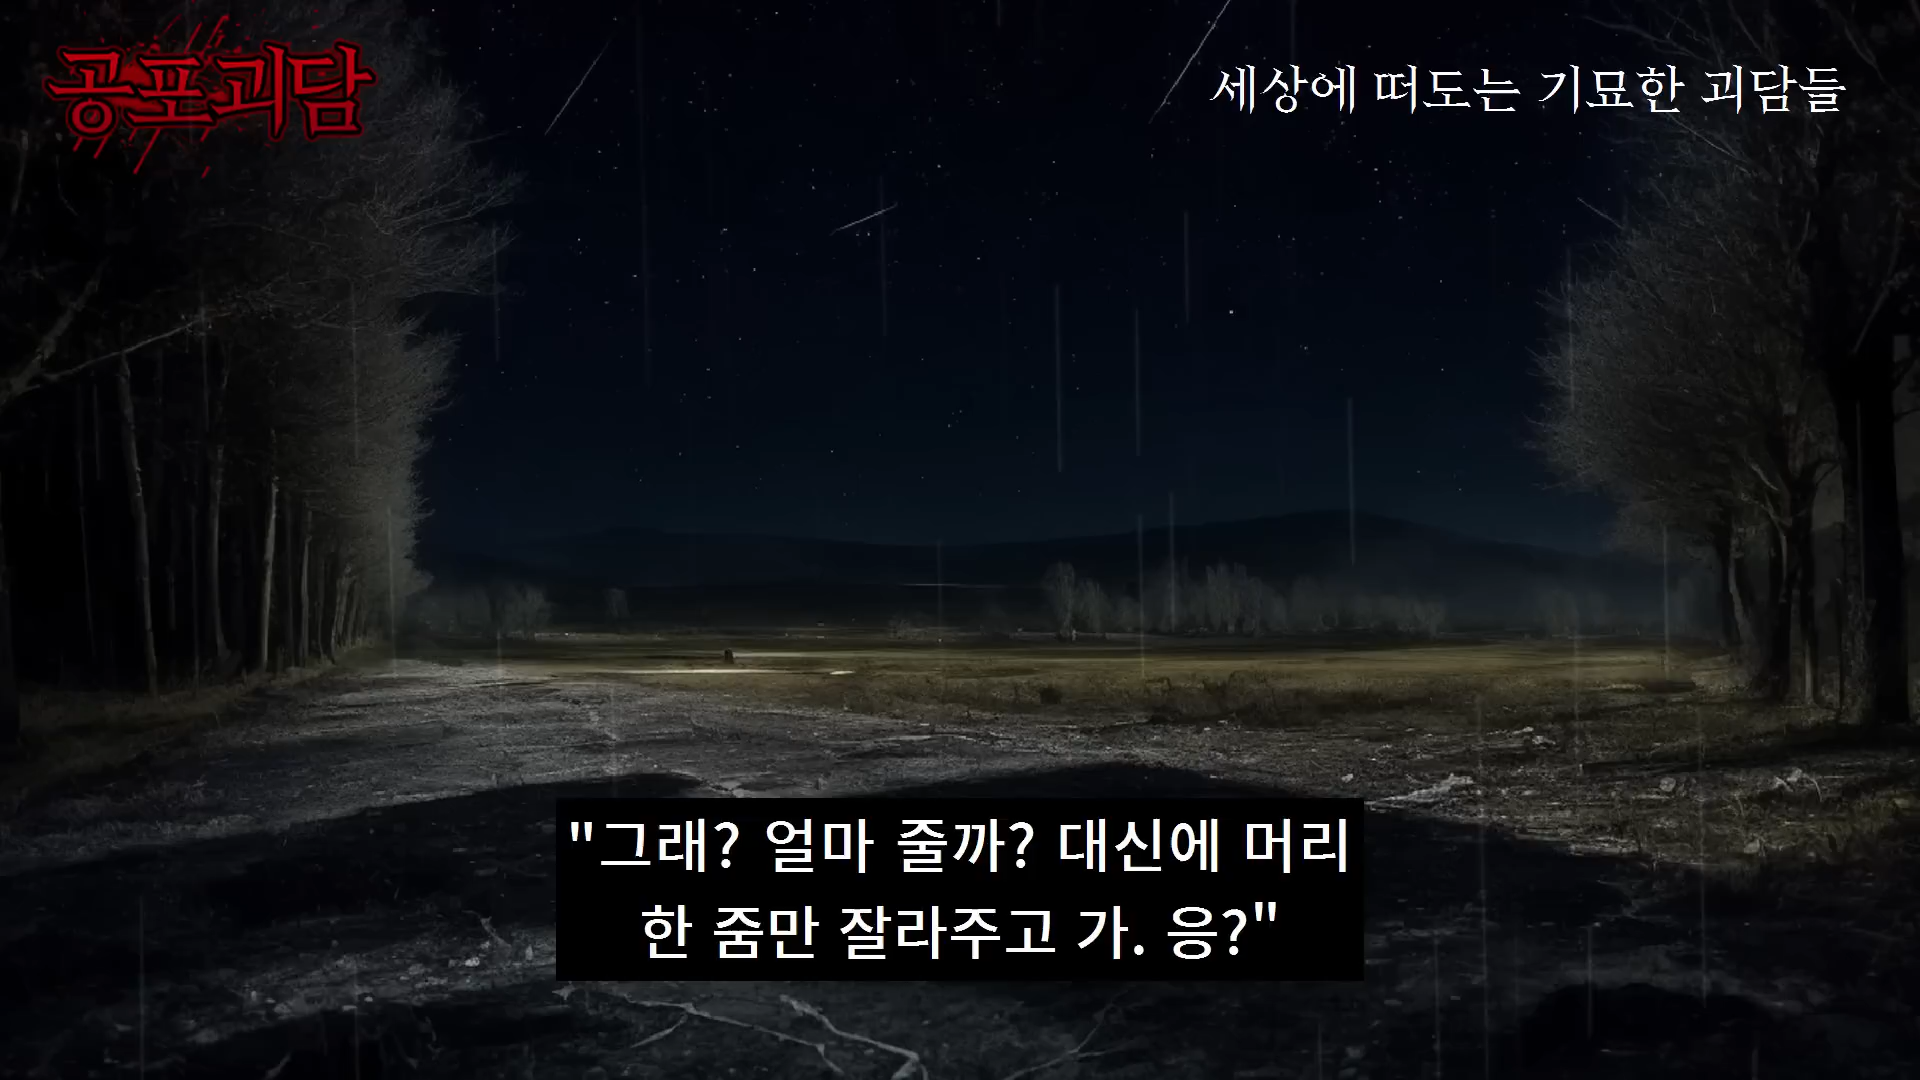 공포괴담
세상에 떠도는 기묘한 괴담들
"그래? 얼마 줄까? 대신에 머리
한 줌만 잘라주고 가. 응?"